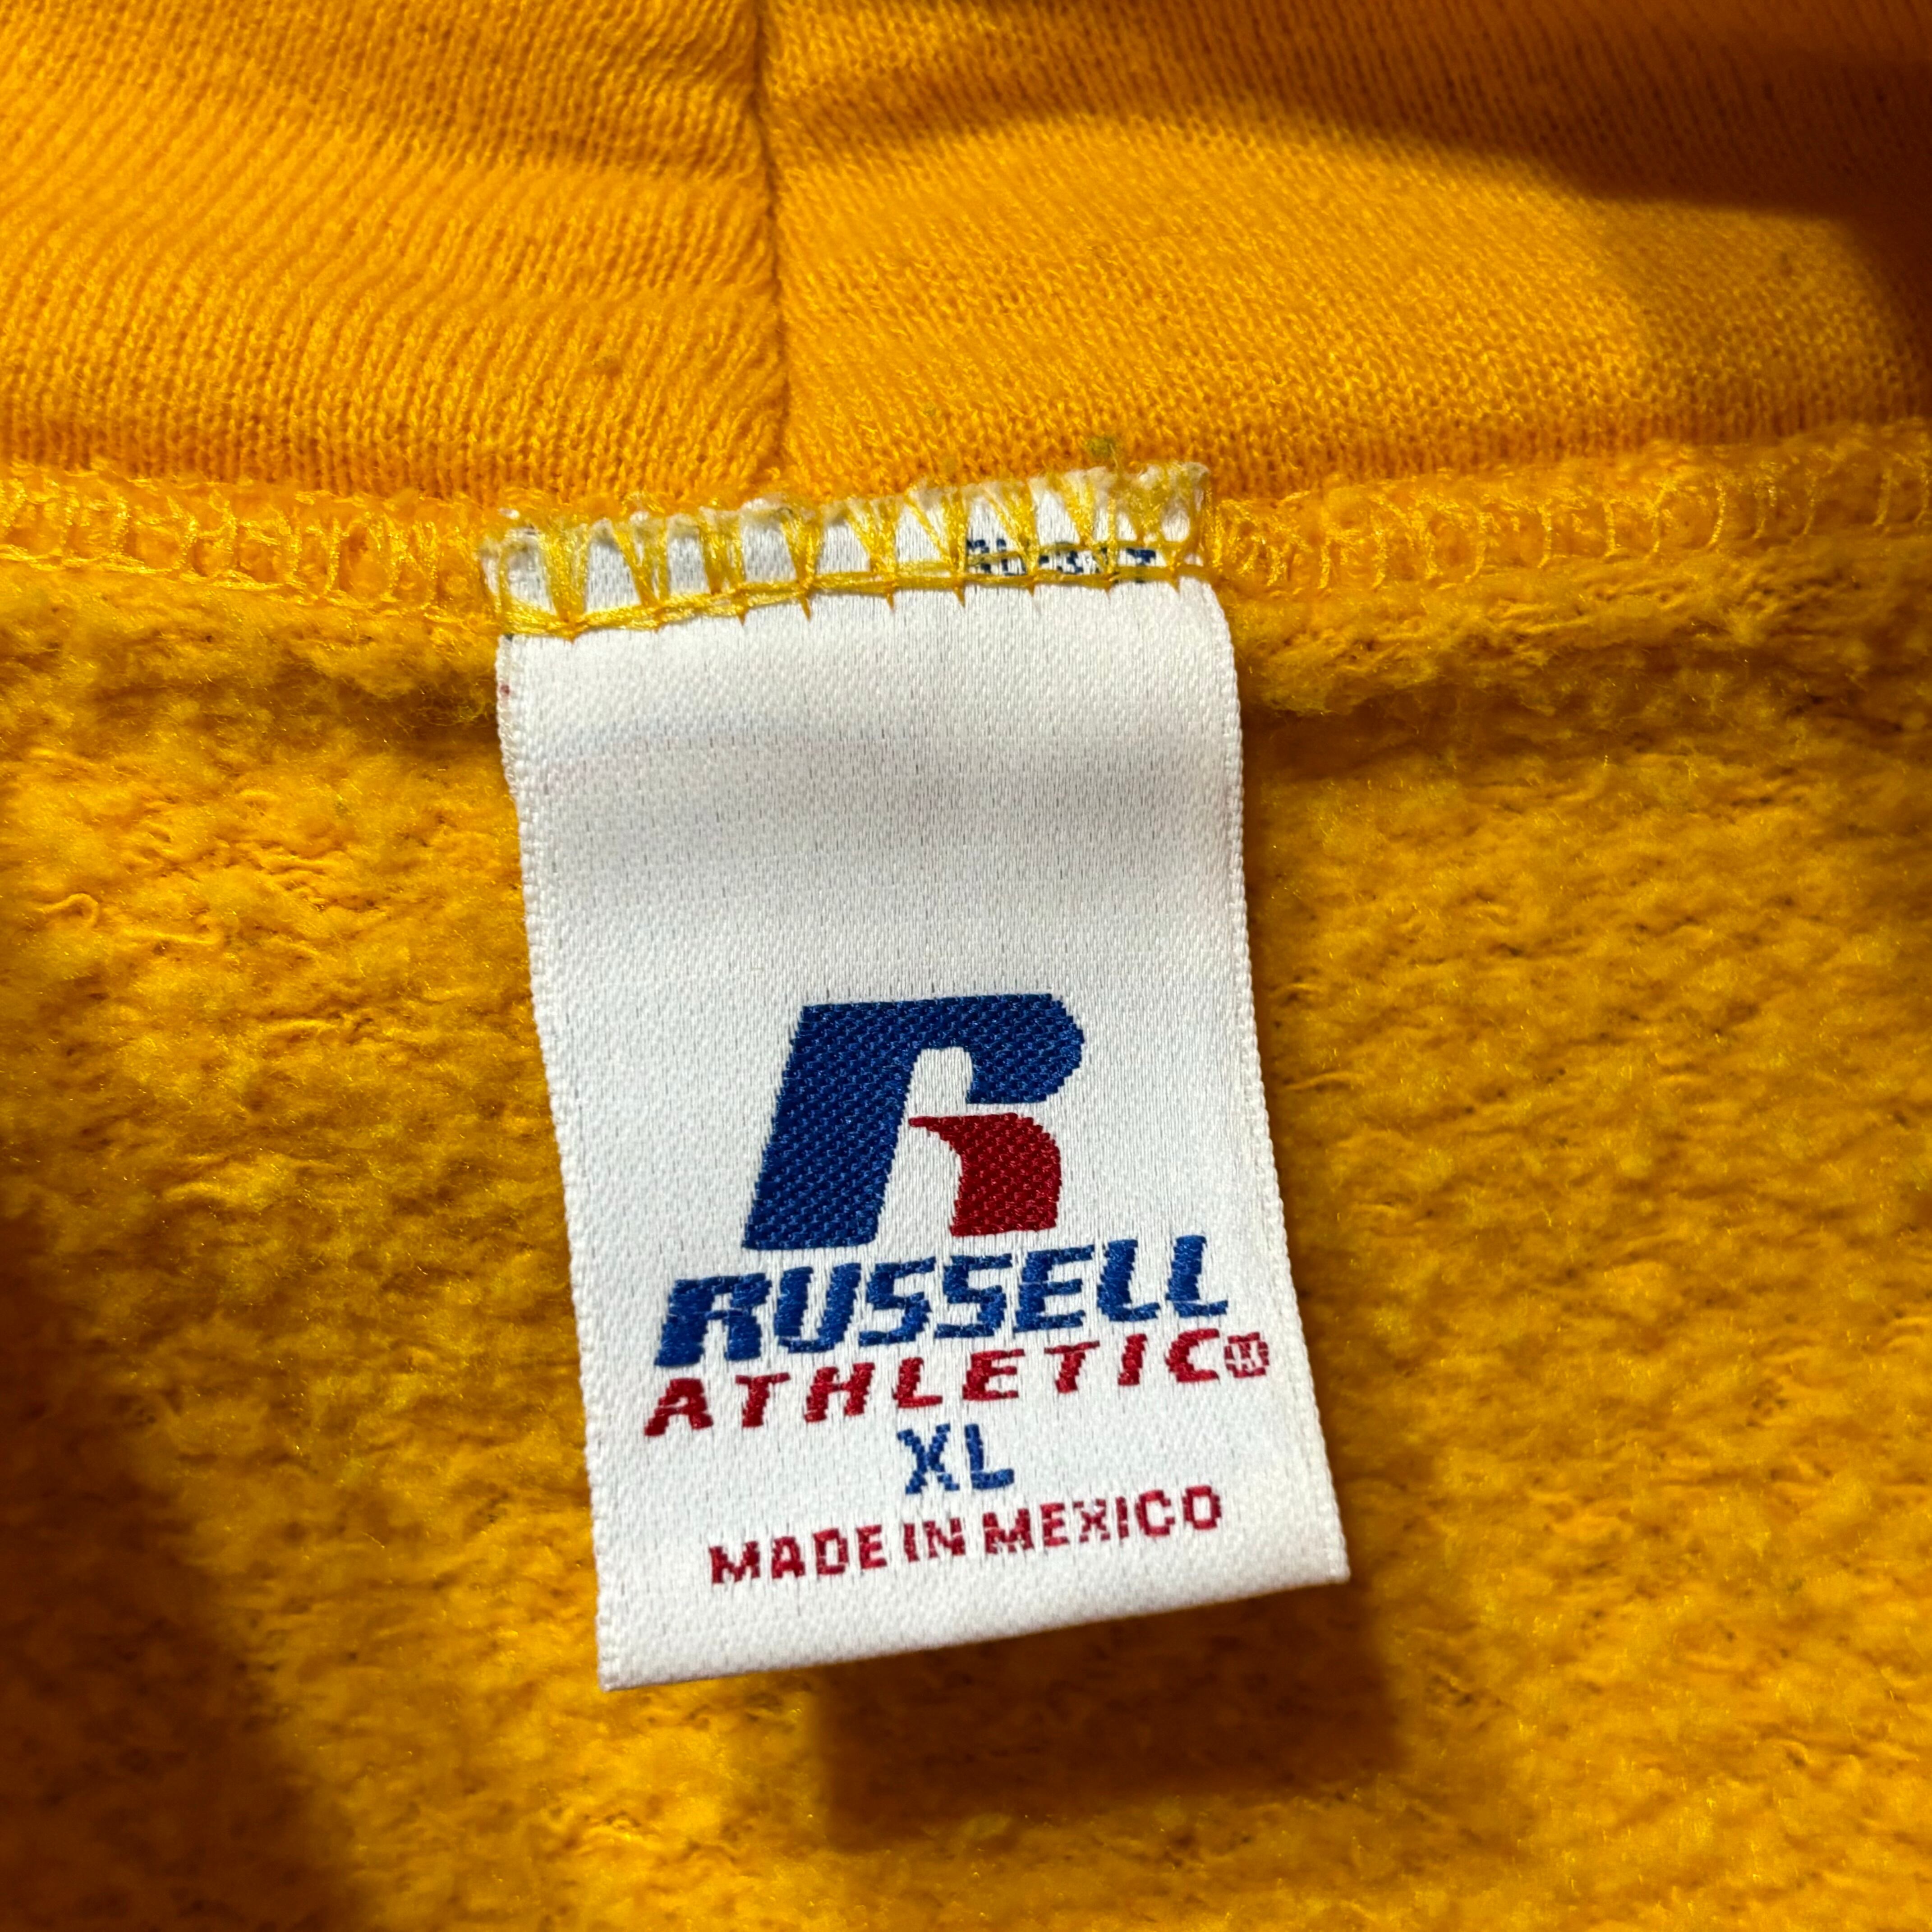 R
RUSSELL
ATHLETIC®
XL
MADE IN MEXICO